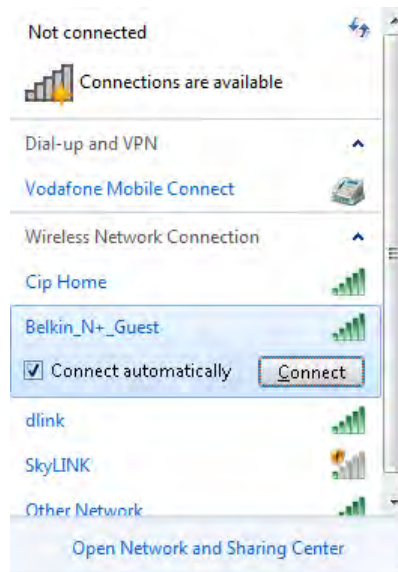 Not connected
Connections are available
Dial-up and VPN
Vodafone Mobile Connect
Wireless Network Connection
Cip Home
Belkin_N+_Guest
Connect automatically Connect
dlink
SkyLINK
Other Network
Open Network and Sharing Center